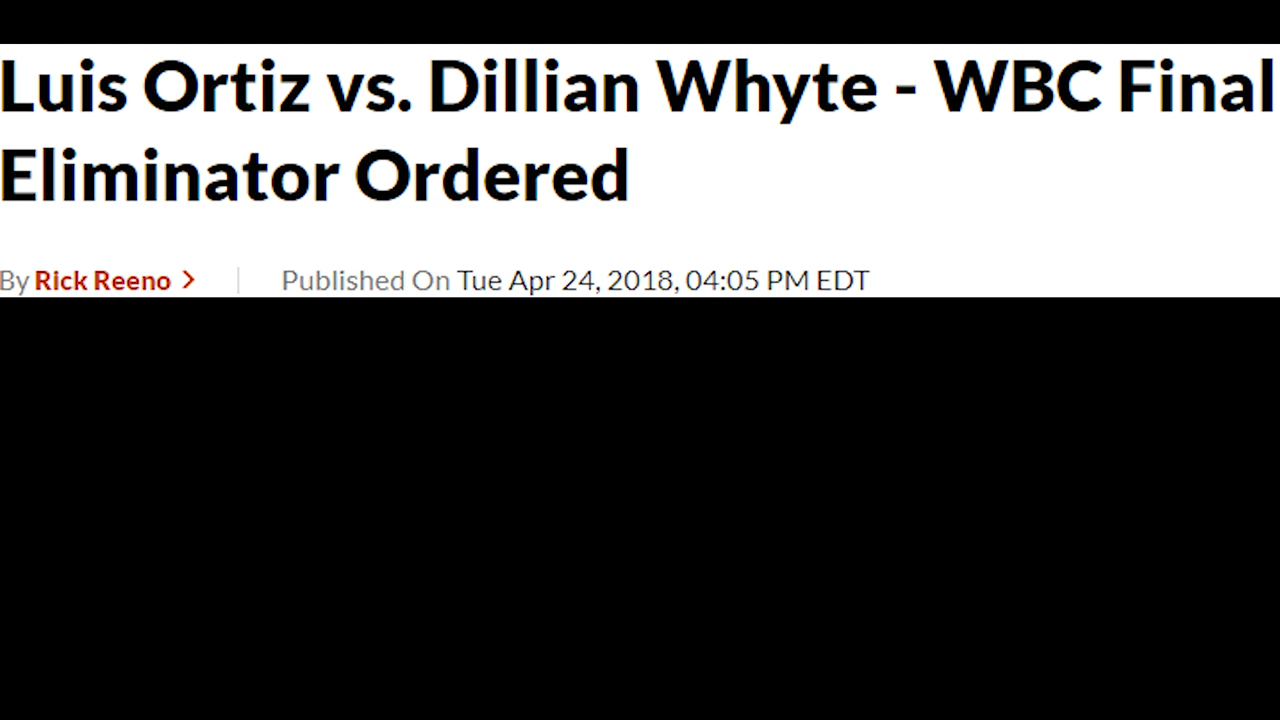 Luis Ortiz vs. Dillian Whyte - WBC Final
Eliminator Ordered
By Rick Reeno > | Published On Tue Apr 24, 2018, 04:05 PM EDT